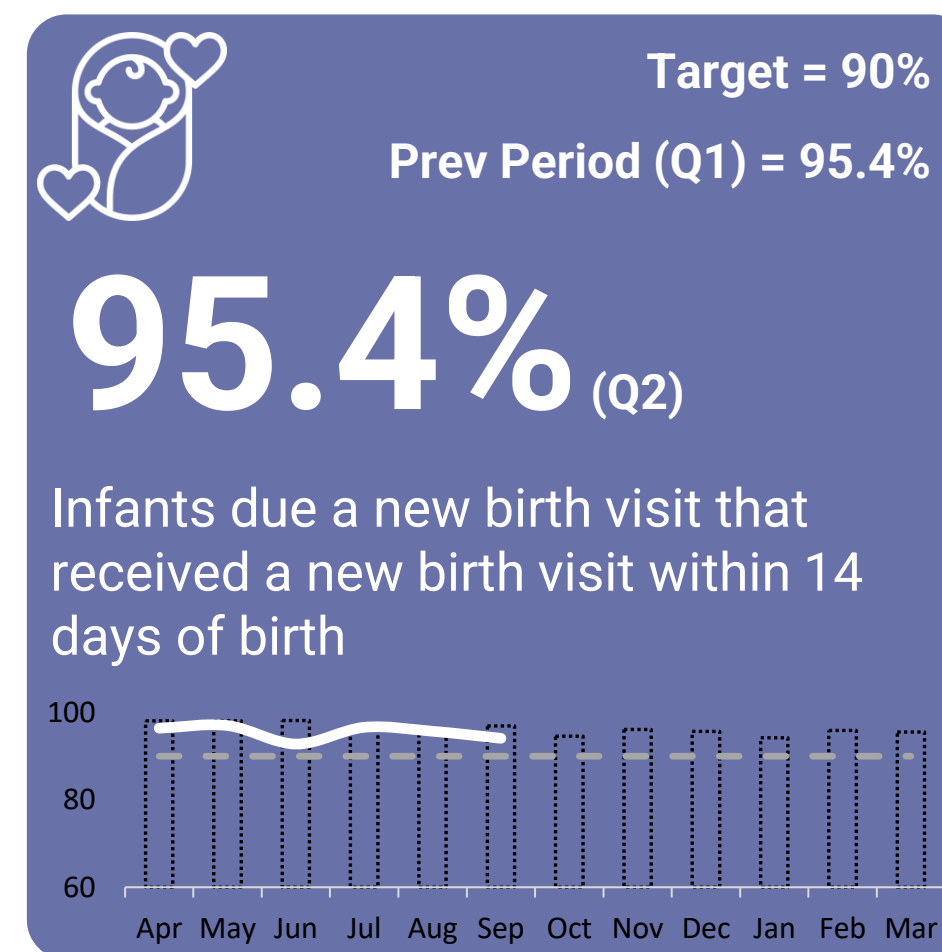 Target = 90%
Prev Period (Q1) = 95.4%
95.4% (Q2)
Infants due a new birth visit that
received a new birth visit within 14
days of birth
100
80
60
Apr May Jun Jul Aug Sep Oct Nov Dec Jan Feb Mar